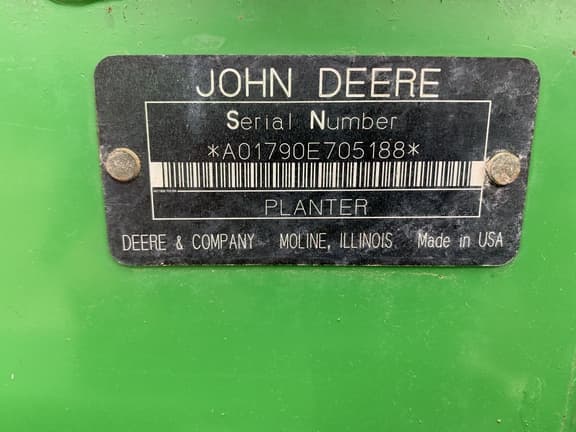 JOHN DEERE
Serial Number
*A01790E705188*
PLANTER
DEERE & COMPANY MOLINE, ILLINOIS Made in USA